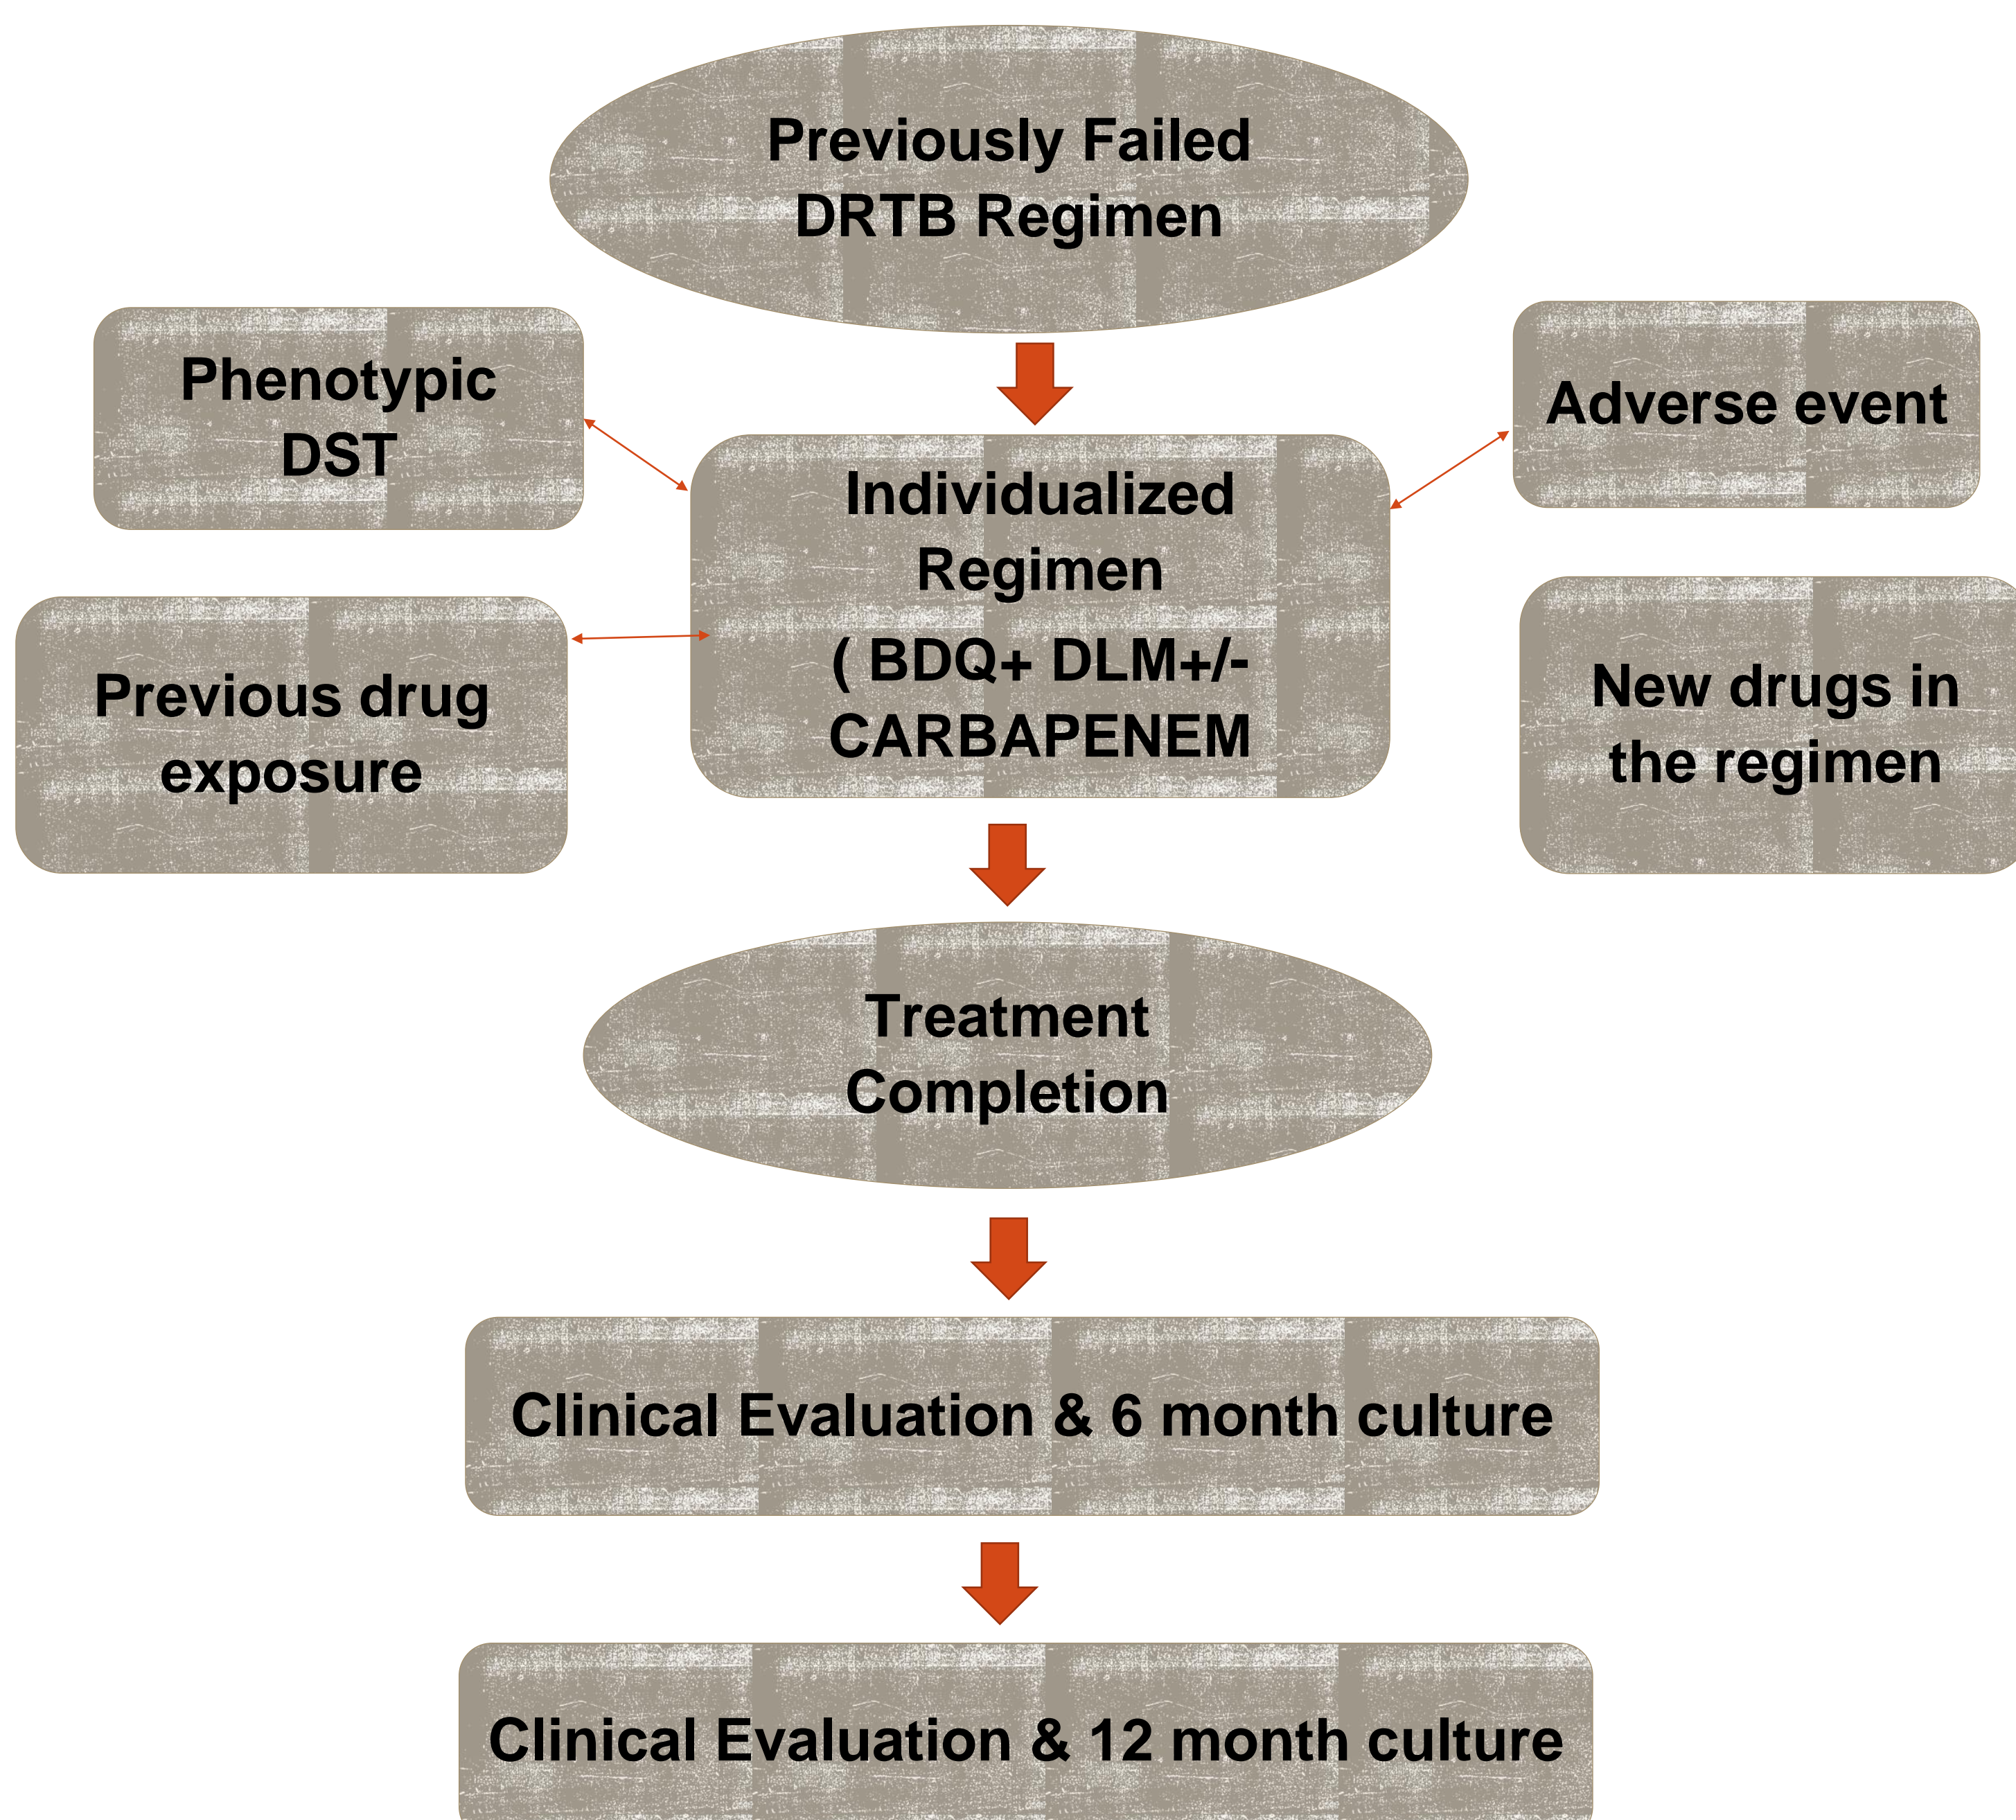 Previously Failed
DRTB Regimen
Phenotypic
DST
Adverse event
Individualized
Regimen
( BDQ+ DLM+/-
CARBAPENEM
Previous drug
exposure
New drugs in
the regimen
Treatment
Completion
Clinical Evaluation & 6 month culture
Clinical Evaluation & 12 month culture